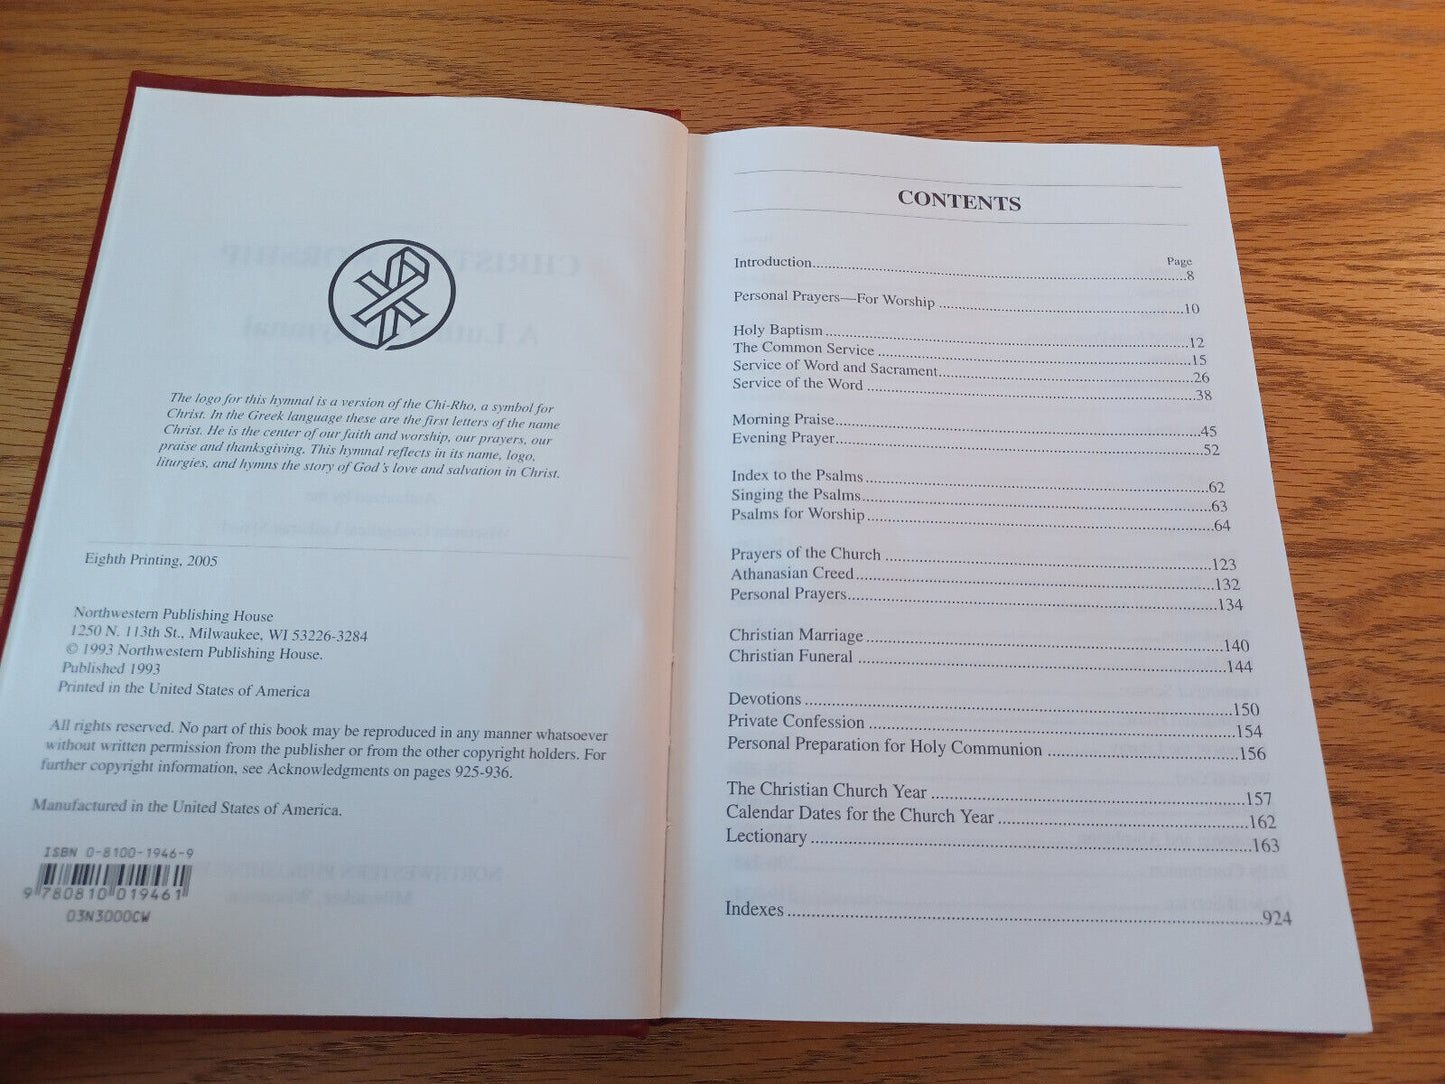 The logo for this hymnal is a version of the Chi-Rho, a symbol for
Christ. In the Greek language these are the first letters of the name
Christ. He is the center of our faith and worship, our prayers, our
praise and thanksgiving. This hymnal reflects in its name, logo,
liturgies, and hymns the story of God's love and salvation in Christ.
Eighth Printing, 2005
Northwestern Publishing House
1250 N. 113th St., Milwaukee, WI 53226-3284
© 1993 Northwestern Publishing House.
Published 1993
Printed in the United States of America
All rights reserved. No part of this book may be reproduced in any manner whatsoever
without written permission from the publisher or from the other copyright holders. For
further copyright information, see Acknowledgments on pages 925-936.
Manufactured in the United States of America.
ISBN 0-8100-1946-9
9 780810 019461
03N3000CW
CONTENTS
Page
Introduction 8
Personal Prayers—For Worship 10
Holy Baptism 12
The Common Service 15
Service of Word and Sacrament 26
Service of the Word 38
Morning Praise 45
Evening Prayer 52
Index to the Psalms 62
Singing the Psalms 63
Psalms for Worship 64
Prayers of the Church 123
Athanasian Creed 132
Personal Prayers 134
Christian Marriage 140
Christian Funeral 144
Devotions 150
Private Confession 154
Personal Preparation for Holy Communion 156
The Christian Church Year 157
Calendar Dates for the Church Year 162
Lectionary 163
Indexes 924